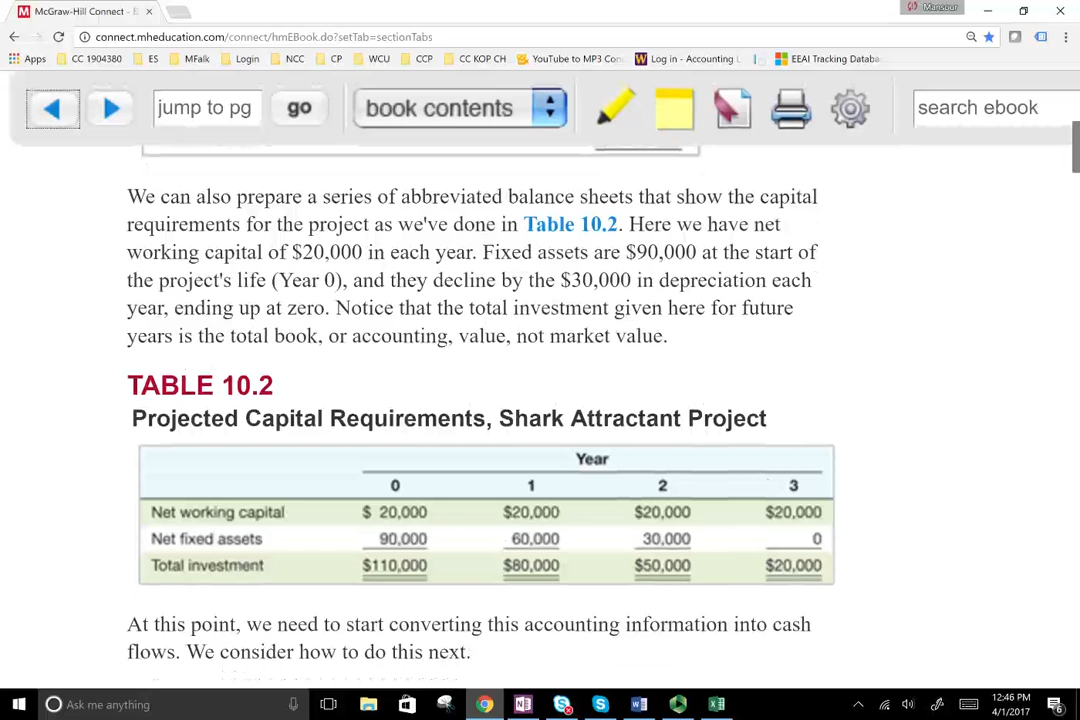 McGraw-Hill Connect - E
Mansour
connect.mheducation.com/connect/hmEBook.do?setTab=sectionTabs
Apps CC 1904380 ES MFalk Login NCC CP WCU CCP CC KOP CH YouTube to MP3 Con Log in - Accounting L EEAI Tracking Databa
jump to pg go book contents search ebook
We can also prepare a series of abbreviated balance sheets that show the capital
requirements for the project as we've done in Table 10.2. Here we have net
working capital of $20,000 in each year. Fixed assets are $90,000 at the start of
the project's life (Year 0), and they decline by the $30,000 in depreciation each
year, ending up at zero. Notice that the total investment given here for future
years is the total book, or accounting, value, not market value.
TABLE 10.2
Projected Capital Requirements, Shark Attractant Project
Year
0 1 2 3
Net working capital $ 20,000 $20,000 $20,000 $20,000
Net fixed assets 90,000 60,000 30,000 0
Total investment $110,000 $80,000 $50,000 $20,000
At this point, we need to start converting this accounting information into cash
flows. We consider how to do this next.
Ask me anything
12:46 PM
4/1/2017
6